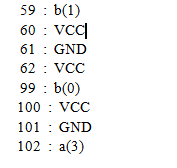 59 : b(1)
60 : VCC
61 : GND
62 : VCC
99 : b(0)
100 : VCC
101 : GND
102 : a(3)